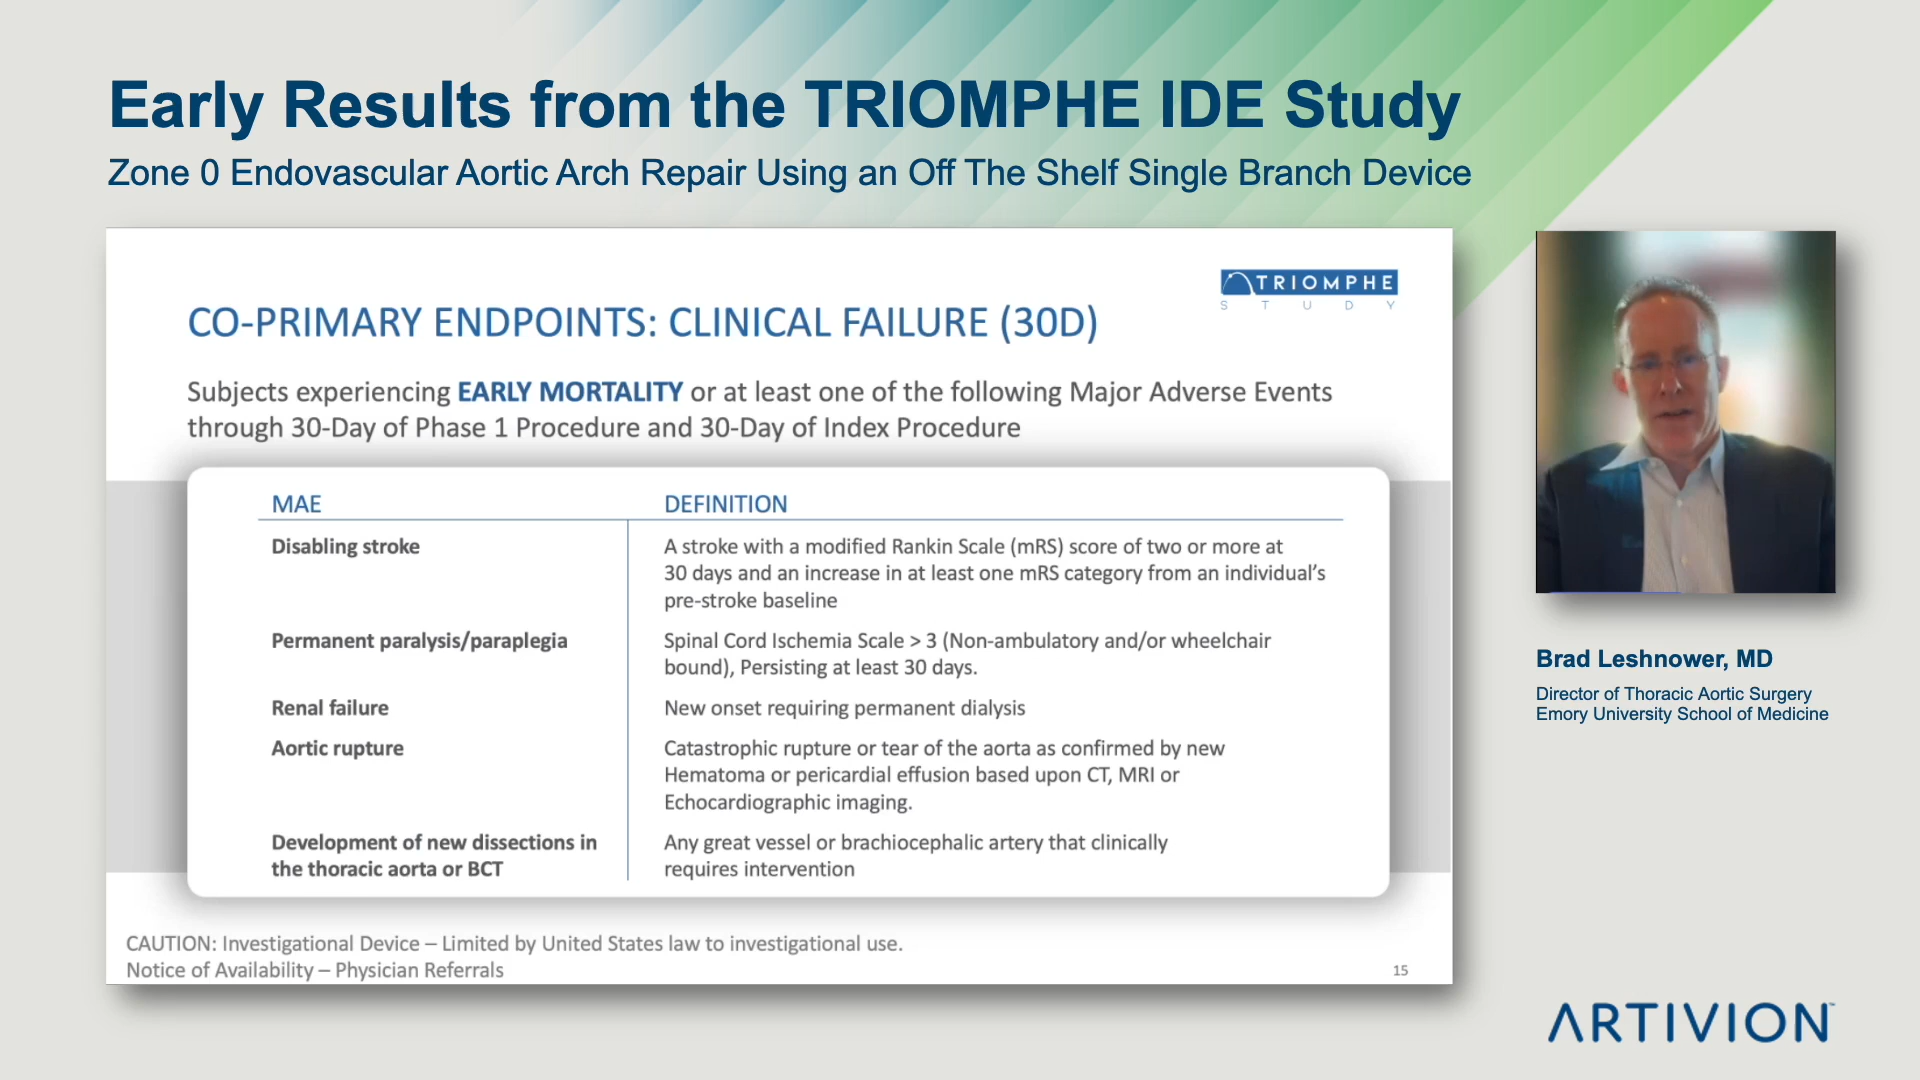 Early Results from the TRIOMPHE IDE Study
Zone 0 Endovascular Aortic Arch Repair Using an Off The Shelf Single Branch Device
TRIOMPHE
STUDY
CO-PRIMARY ENDPOINTS: CLINICAL FAILURE (30D)
Subjects experiencing EARLY MORTALITY or at least one of the following Major Adverse Events
through 30-Day of Phase 1 Procedure and 30-Day of Index Procedure
MAE DEFINITION
Disabling stroke A stroke with a modified Rankin Scale (mRS) score of two or more at
30 days and an increase in at least one mRS category from an individual’s
pre-stroke baseline
Permanent paralysis/paraplegia Spinal Cord Ischemia Scale > 3 (Non-ambulatory and/or wheelchair
bound), Persisting at least 30 days.
Renal failure New onset requiring permanent dialysis
Aortic rupture Catastrophic rupture or tear of the aorta as confirmed by new
Hematoma or pericardial effusion based upon CT, MRI or
Echocardiographic imaging.
Development of new dissections in Any great vessel or brachiocephalic artery that clinically
the thoracic aorta or BCT requires intervention
CAUTION: Investigational Device – Limited by United States law to investigational use.
Notice of Availability – Physician Referrals
15
Brad Leshnower, MD
Director of Thoracic Aortic Surgery
Emory University School of Medicine
ARTIVION™